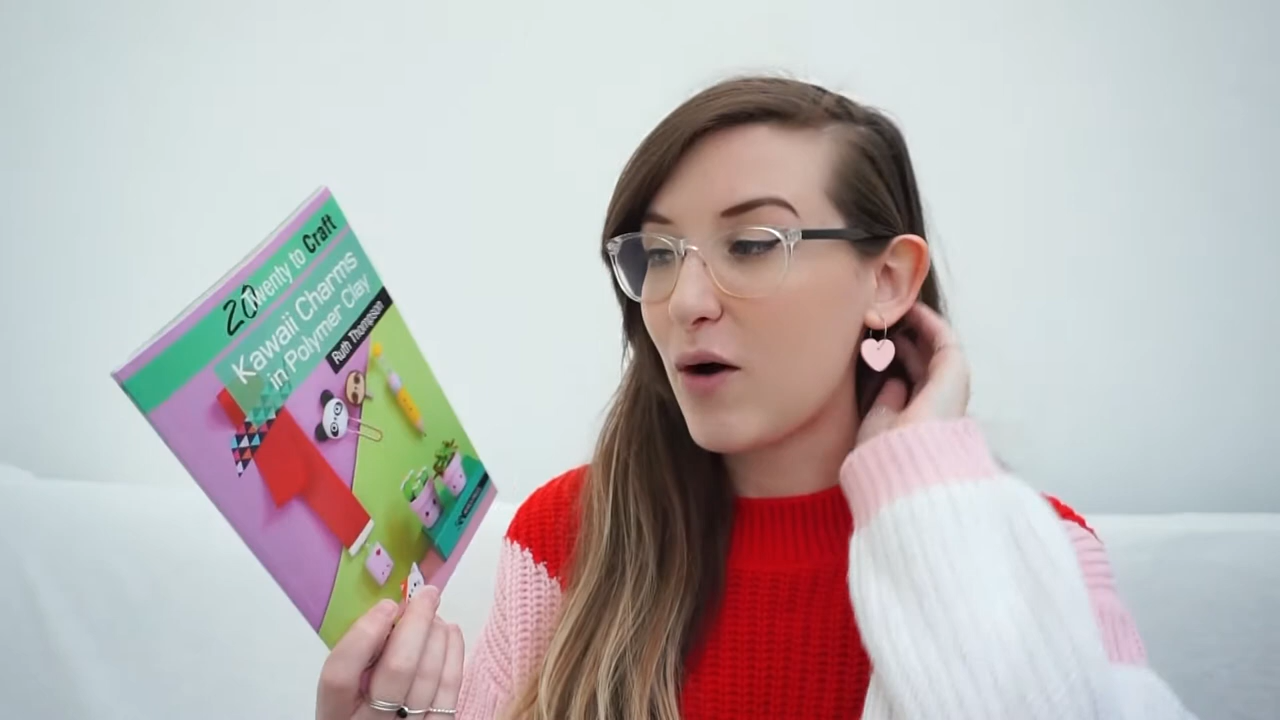 20 Twenty to Craft
Kawaii Charms
in Polymer Clay
Ruth Thompson